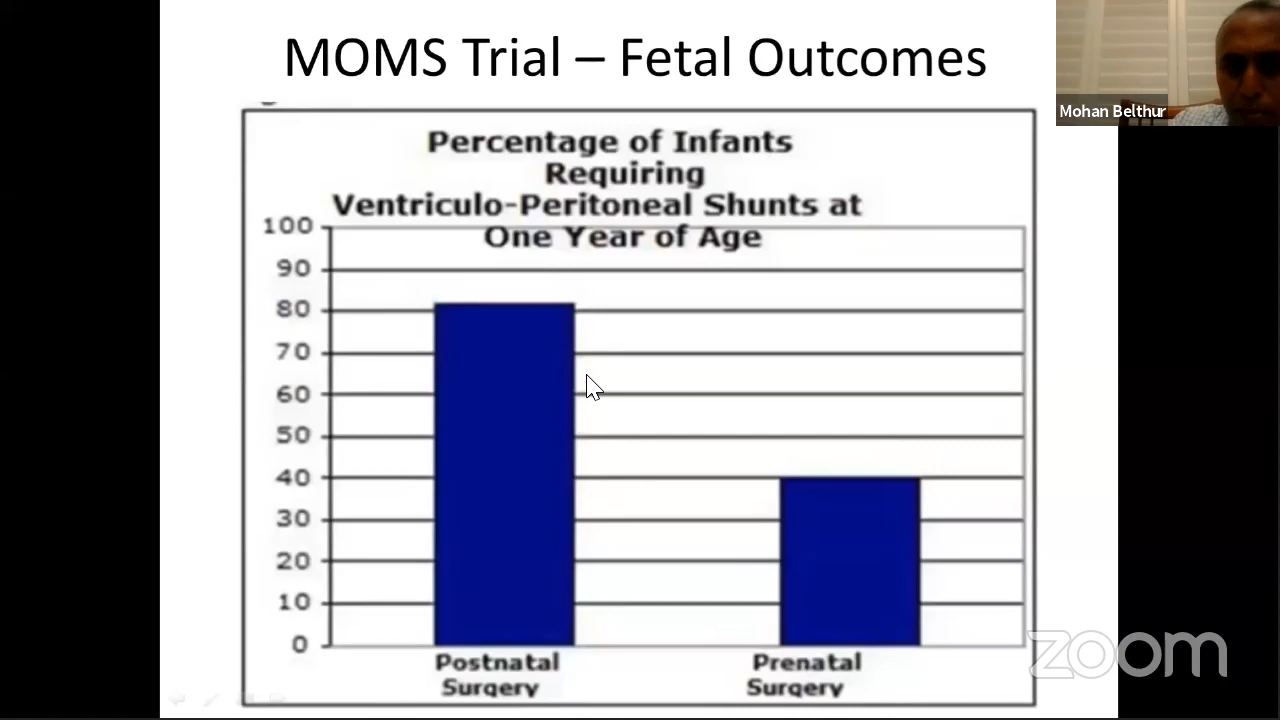 MOMS Trial – Fetal Outcomes
Mohan Belthur
Percentage of Infants
Requiring
Ventriculo-Peritoneal Shunts at
One Year of Age
100
90
80
70
60
50
40
30
20
10
0
Postnatal
Surgery
Prenatal
Surgery
zoom